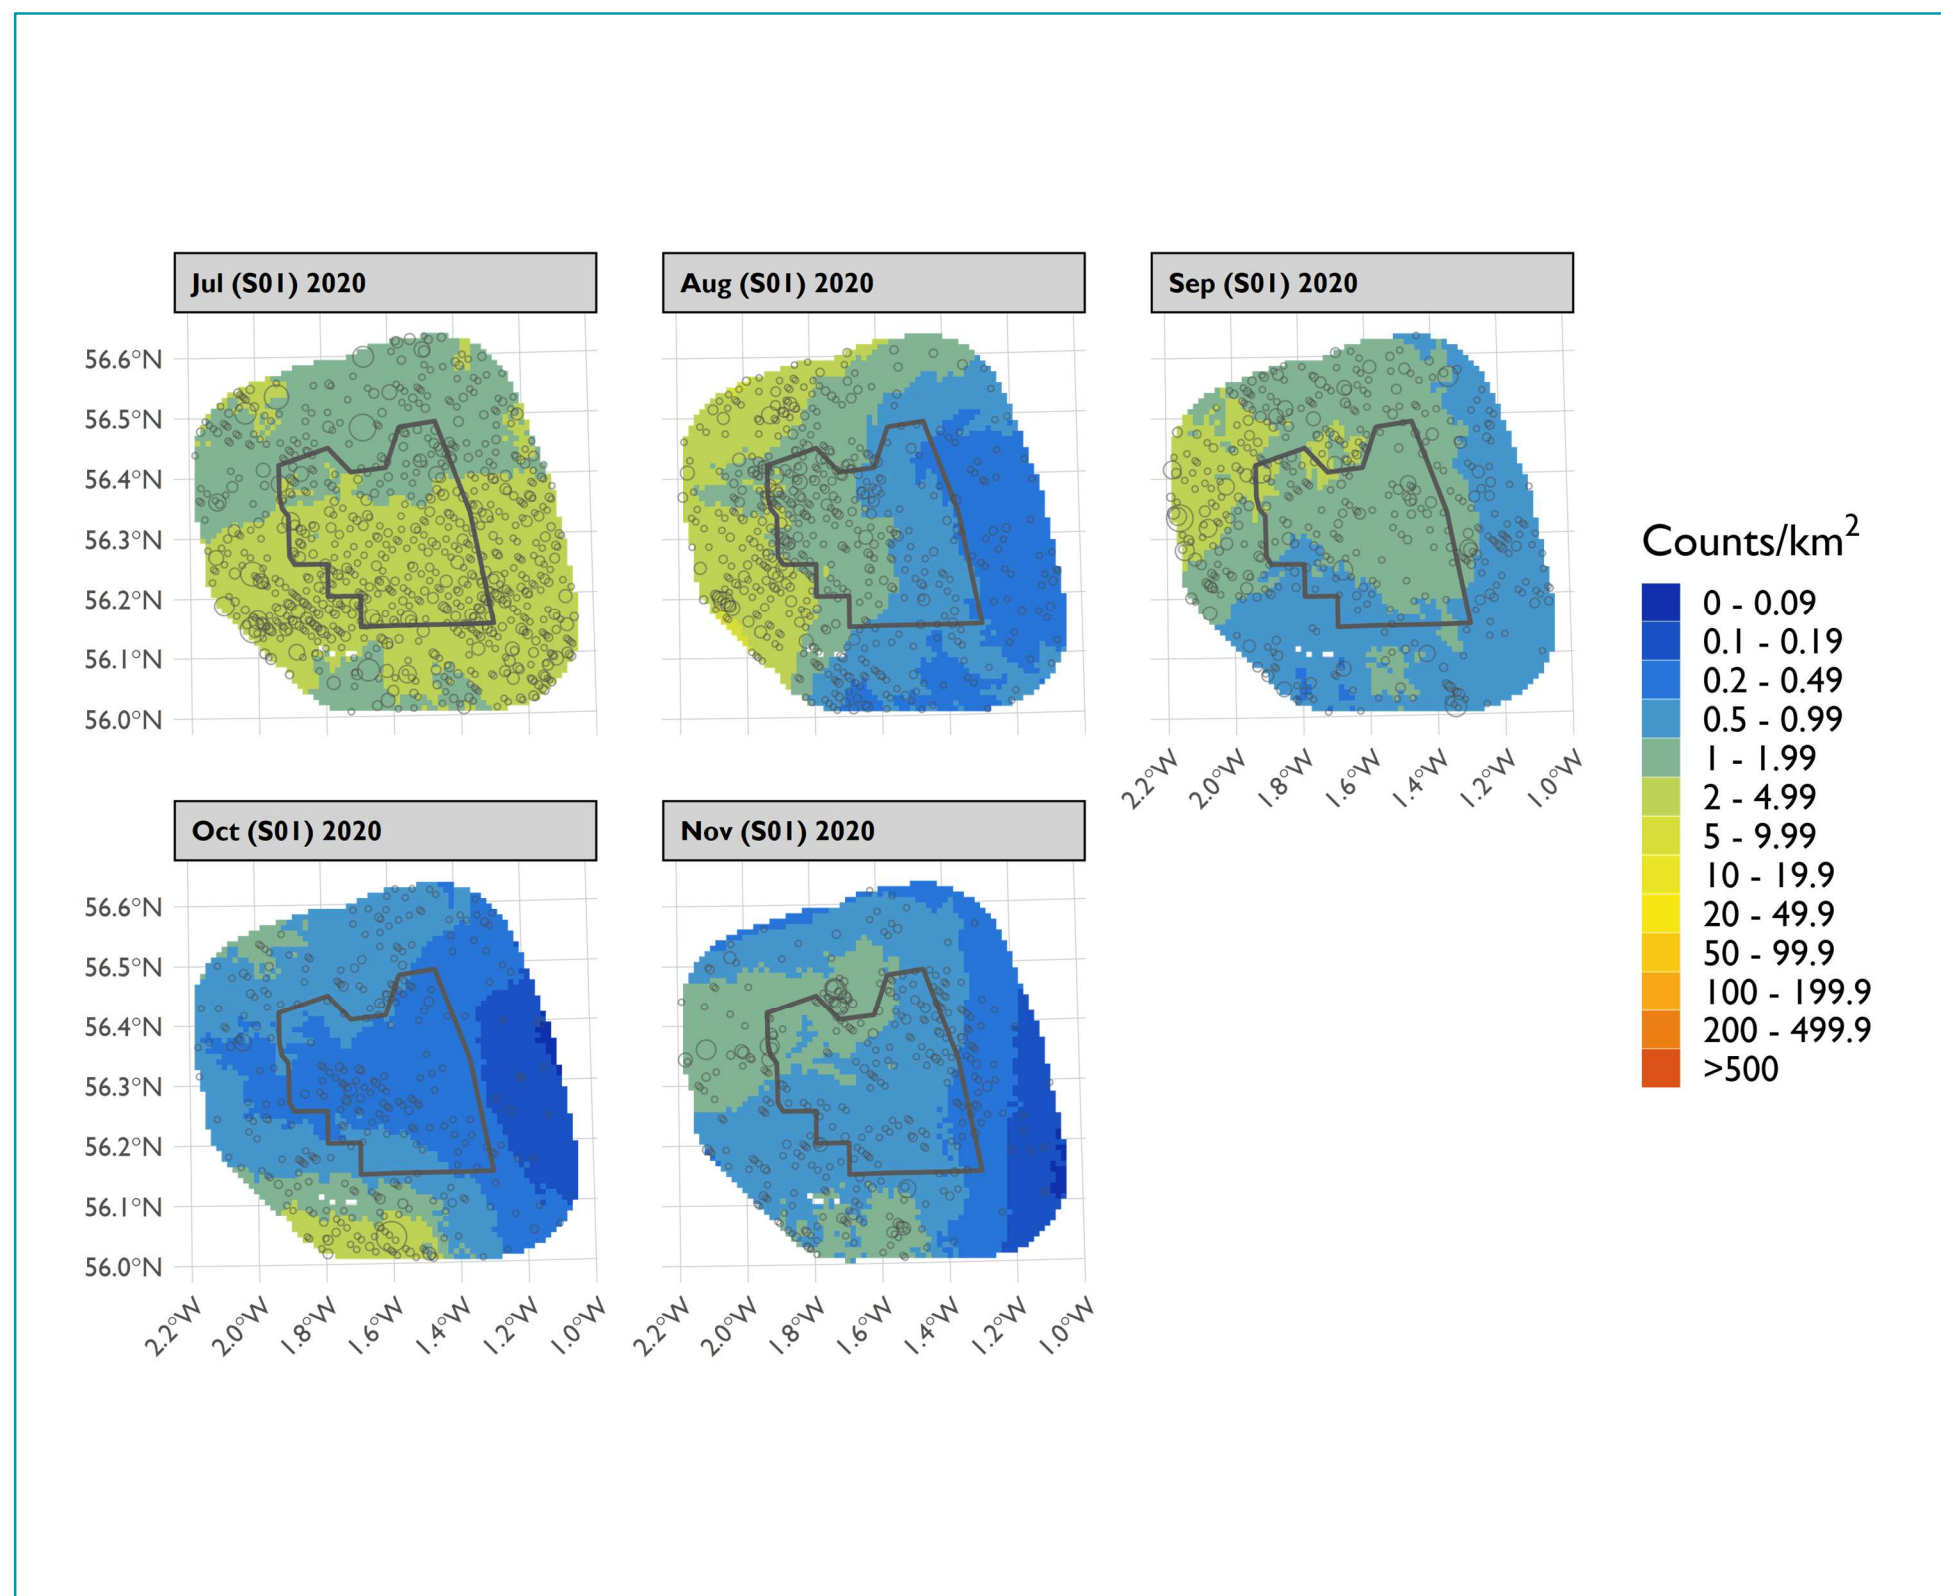 Jul (S01) 2020
Aug (S01) 2020
Sep (S01) 2020
56.6°N
56.5°N
56.4°N
56.3°N
56.2°N
56.1°N
56.0°N
2.2°W 2.0°W 1.8°W 1.6°W 1.4°W 1.2°W 1.0°W
Oct (S01) 2020
Nov (S01) 2020
56.6°N
56.5°N
56.4°N
56.3°N
56.2°N
56.1°N
56.0°N
2.2°W 2.0°W 1.8°W 1.6°W 1.4°W 1.2°W 1.0°W
2.2°W 2.0°W 1.8°W 1.6°W 1.4°W 1.2°W 1.0°W
Counts/km²
0 - 0.09
0.1 - 0.19
0.2 - 0.49
0.5 - 0.99
1 - 1.99
2 - 4.99
5 - 9.99
10 - 19.9
20 - 49.9
50 - 99.9
100 - 199.9
200 - 499.9
>500